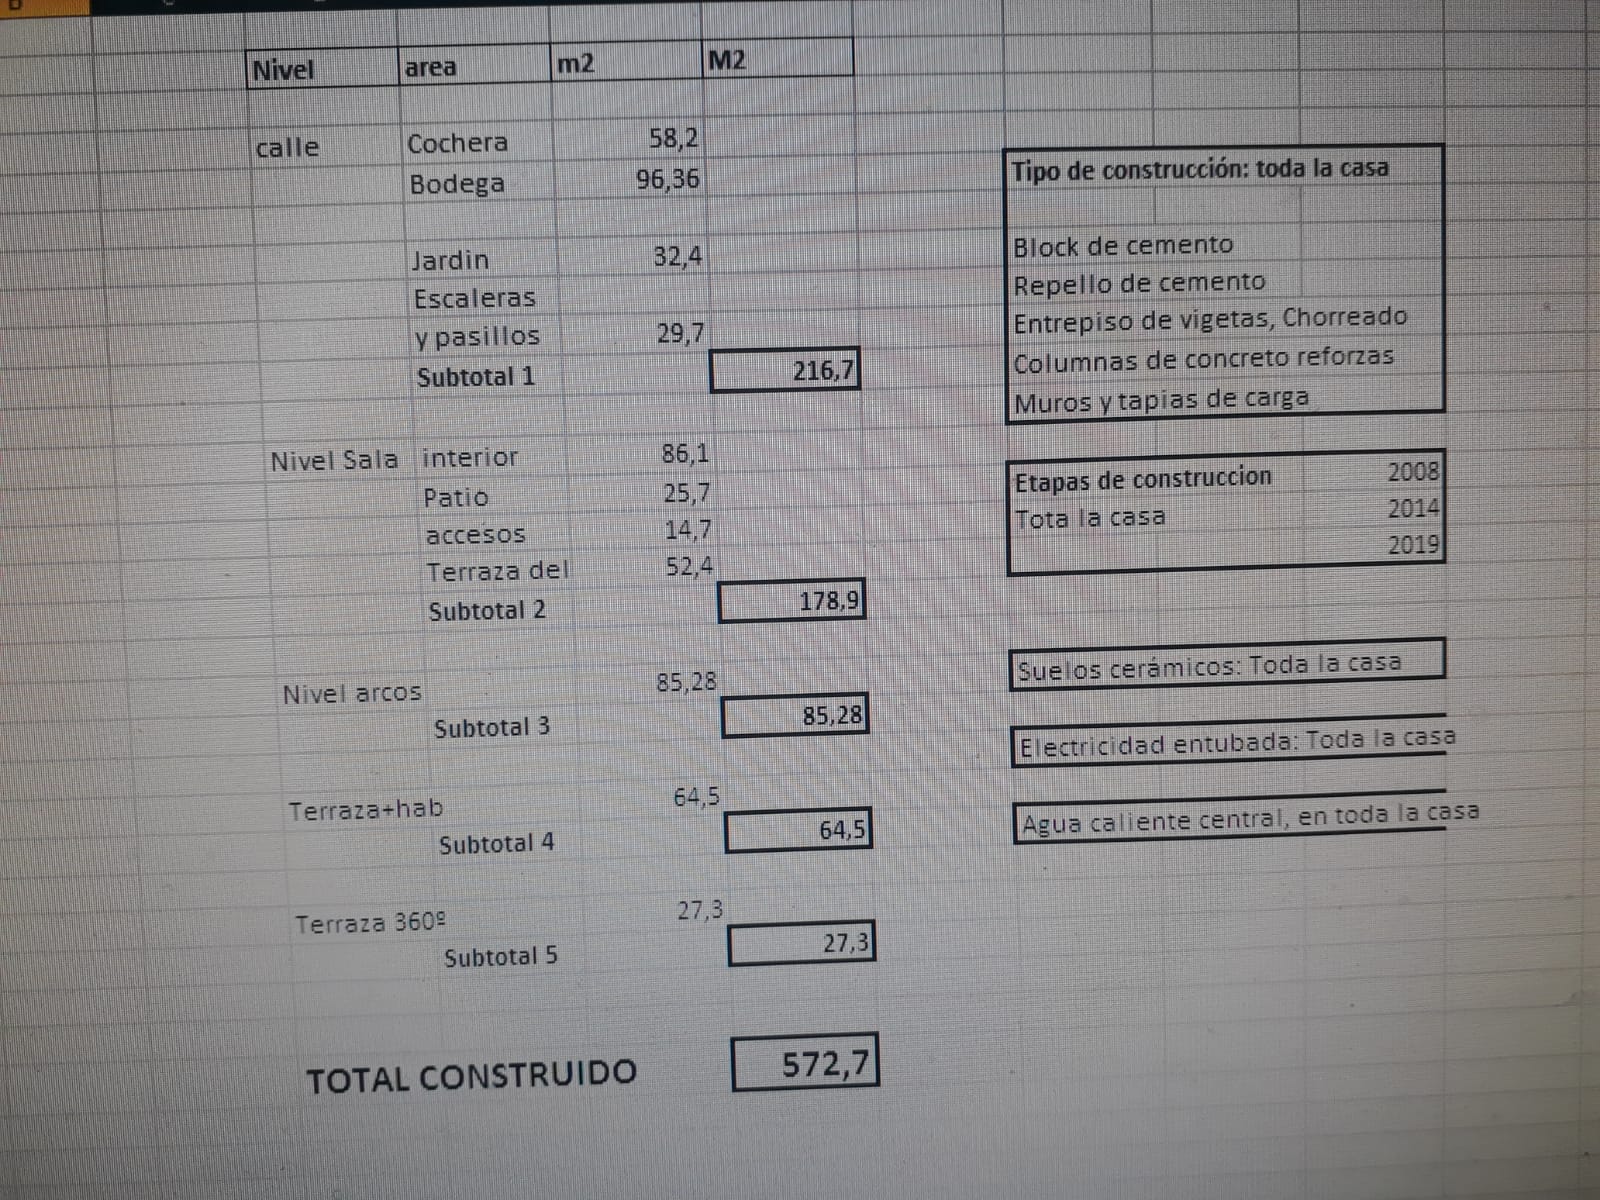 Nivel area m2 M2
calle Cochera 58,2
Bodega 96,36
Jardin 32,4
Escaleras
y pasillos 29,7
Subtotal 1 216,7
Nivel Sala interior 86,1
Patio 25,7
accesos 14,7
Terraza del 52,4
Subtotal 2 178,9
Nivel arcos 85,28
Subtotal 3 85,28
Terraza+hab 64,5
Subtotal 4 64,5
Terraza 360º 27,3
Subtotal 5 27,3
TOTAL CONSTRUIDO 572,7
Tipo de construcción: toda la casa
Block de cemento
Repello de cemento
Entrepiso de vigetas, Chorreado
Columnas de concreto reforzas
Muros y tapias de carga
Etapas de construccion 2008
Tota la casa 2014
2019
Suelos cerámicos: Toda la casa
Electricidad entubada: Toda la casa
Agua caliente central, en toda la casa